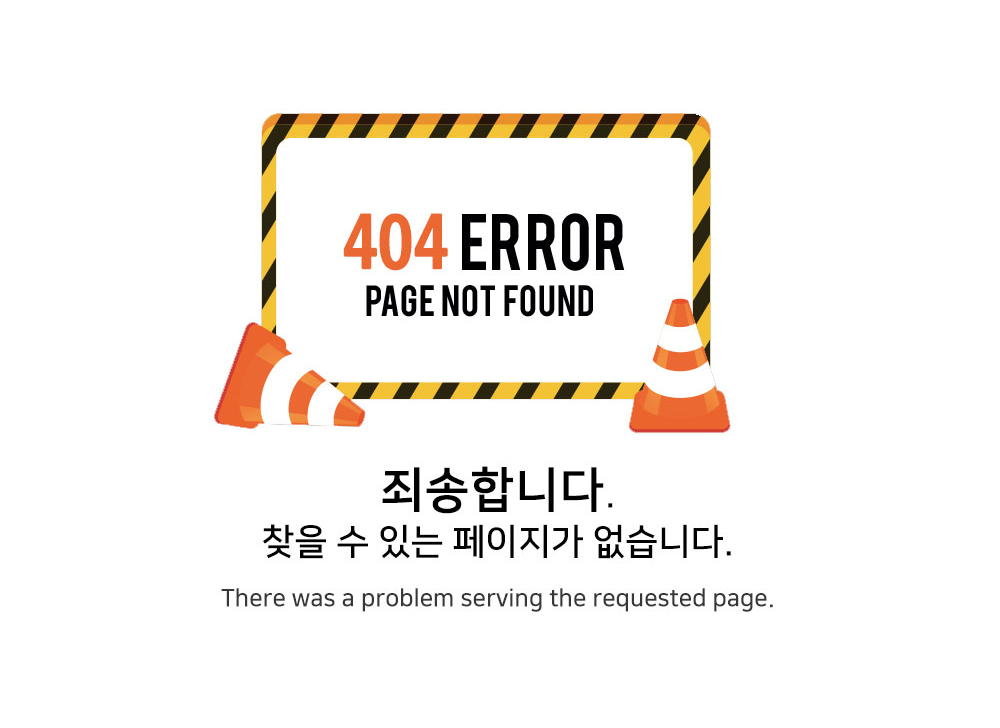 404 ERROR
PAGE NOT FOUND
죄송합니다.
찾을 수 있는 페이지가 없습니다.
There was a problem serving the requested page.